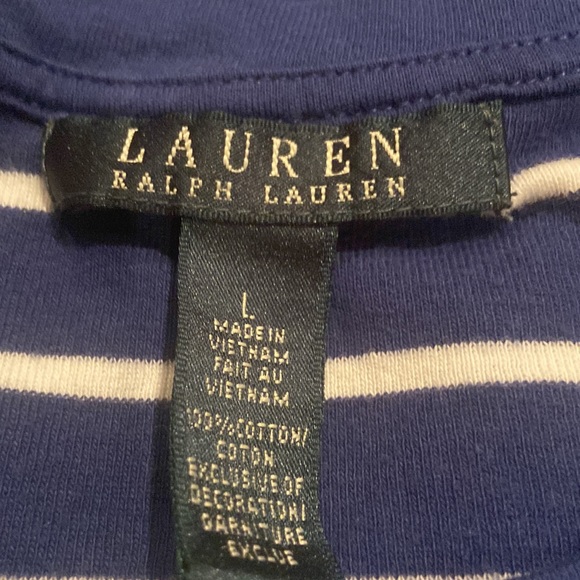 LAUREN
RALPH LAUREN
L
MADE IN
VIETNAM
FAIT AU
VIETNAM
100%COTTON/
COTON
EXCLUSIVE OF
DECORATION/
GARNITURE
EXCLUE